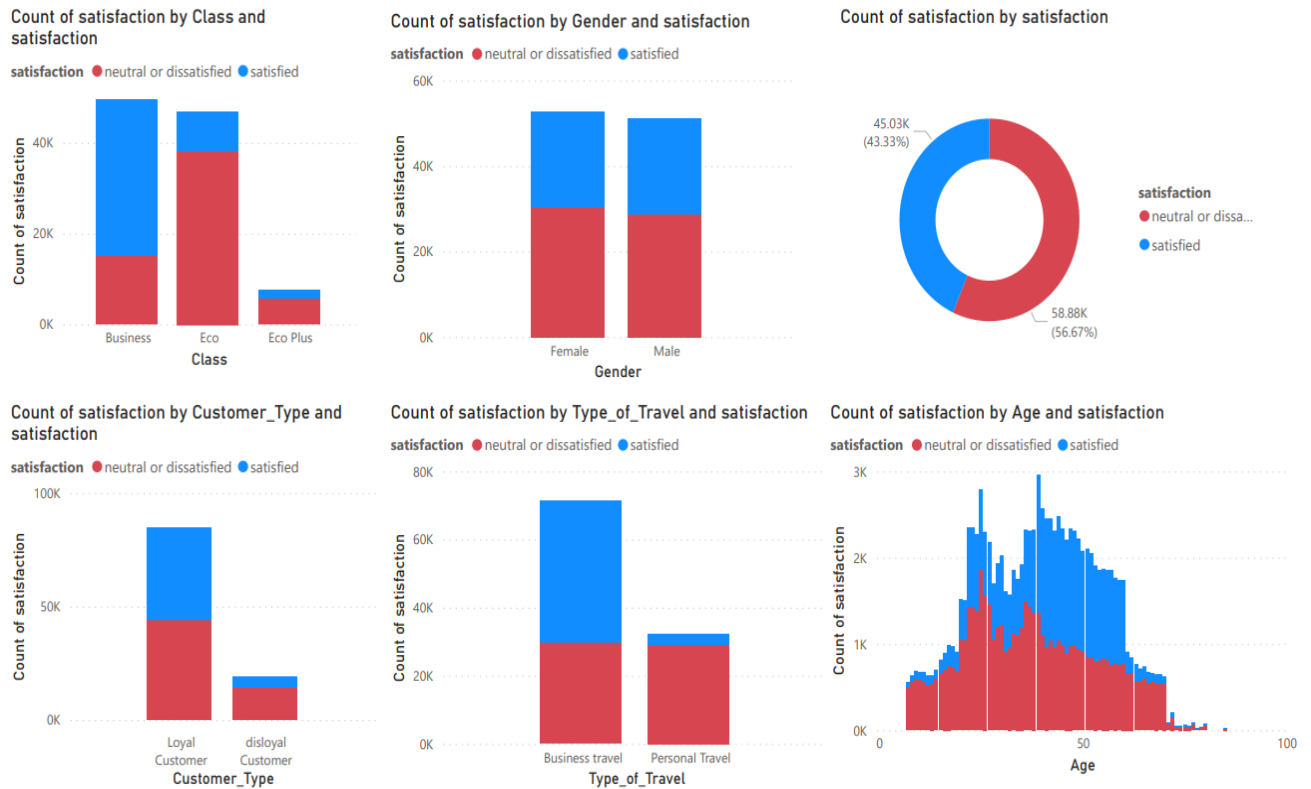 Count of satisfaction by Class and
satisfaction
satisfaction neutral or dissatisfied satisfied
Count of satisfaction
40K
20K
0K
Business Eco Eco Plus
Class
Count of satisfaction by Gender and satisfaction
satisfaction neutral or dissatisfied satisfied
Count of satisfaction
60K
40K
20K
0K
Female Male
Gender
Count of satisfaction by satisfaction
45.03K
(43.33%)
58.88K
(56.67%)
satisfaction
neutral or dissa...
satisfied
Count of satisfaction by Customer_Type and
satisfaction
satisfaction neutral or dissatisfied satisfied
Count of satisfaction
100K
50K
0K
Loyal
Customer
disloyal
Customer
Customer_Type
Count of satisfaction by Type_of_Travel and satisfaction
satisfaction neutral or dissatisfied satisfied
Count of satisfaction
80K
60K
40K
20K
0K
Business travel Personal Travel
Type_of_Travel
Count of satisfaction by Age and satisfaction
satisfaction neutral or dissatisfied satisfied
Count of satisfaction
3K
2K
1K
0K
0 50 100
Age